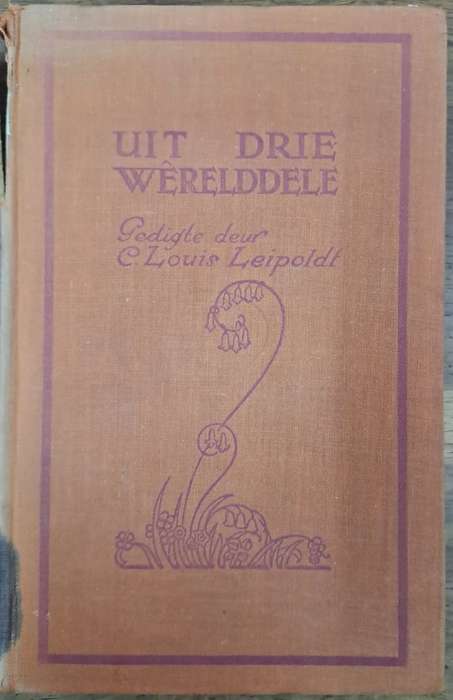 UIT DRIE
WÊRELDDELE
Gedigte deur
C. Louis Leipoldt